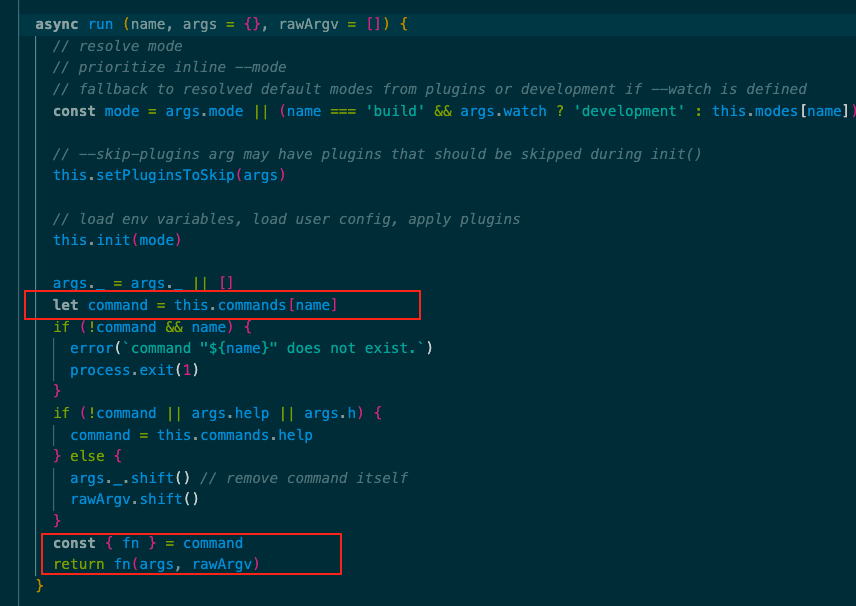 async run (name, args = {}, rawArgv = []) {
// resolve mode
// prioritize inline --mode
// fallback to resolved default modes from plugins or development if --watch is defined
const mode = args.mode || (name === 'build' && args.watch ? 'development' : this.modes[name])
// --skip-plugins arg may have plugins that should be skipped during init()
this.setPluginsToSkip(args)
// load env variables, load user config, apply plugins
this.init(mode)
args._ = args._ || []
let command = this.commands[name]
if (!command && name) {
error(`command "${name}" does not exist.`)
process.exit(1)
}
if (!command || args.help || args.h) {
command = this.commands.help
} else {
args._.shift() // remove command itself
rawArgv.shift()
}
const { fn } = command
return fn(args, rawArgv)
}